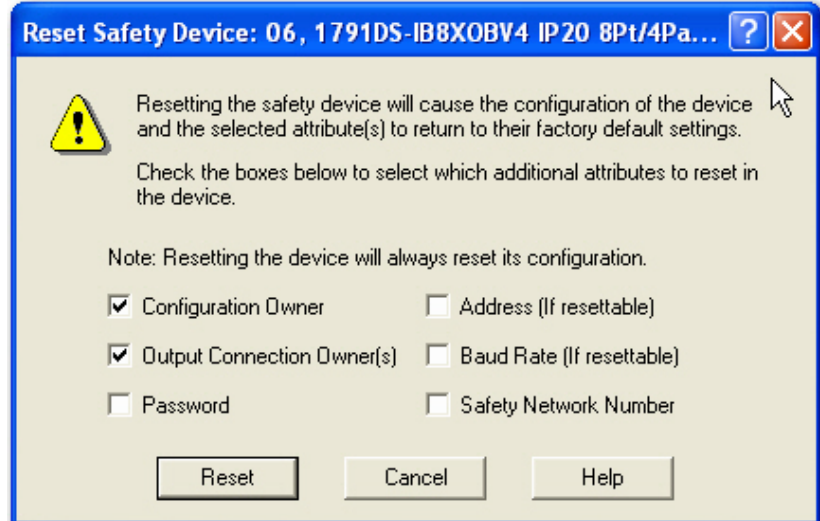 Reset Safety Device: 06, 1791DS-IB8XOBV4 IP20 8Pt/4Pa...
Resetting the safety device will cause the configuration of the device
and the selected attribute(s) to return to their factory default settings.
Check the boxes below to select which additional attributes to reset in
the device.
Note: Resetting the device will always reset its configuration.
Configuration Owner
Address (If resettable)
Output Connection Owner(s)
Baud Rate (If resettable)
Password
Safety Network Number
Reset
Cancel
Help